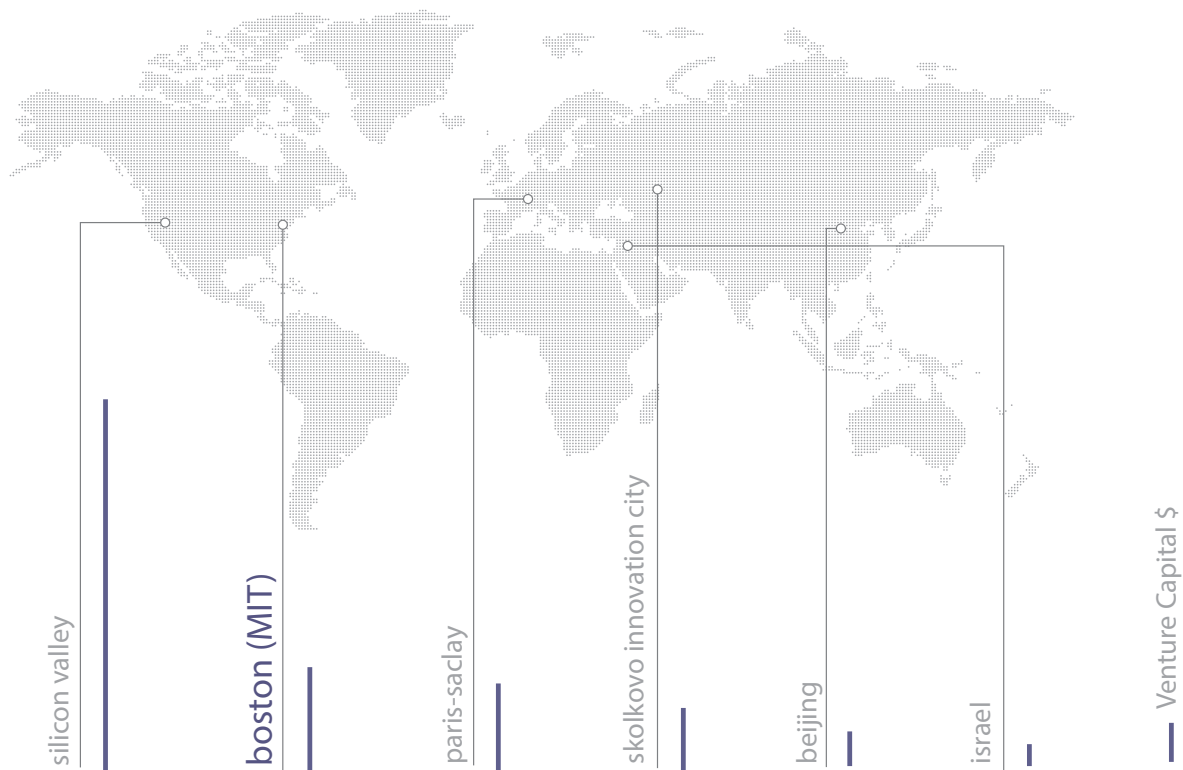 silicon valley
boston (MIT)
paris-saclay
skolkovo innovation city
beijing
israel
Venture Capital $